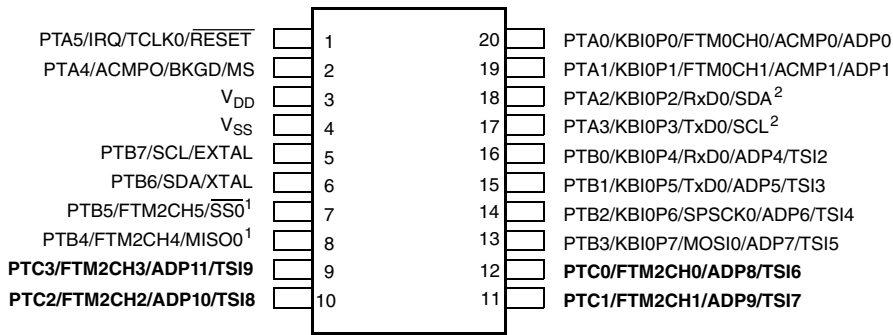 PTA5/IRQ/TCLK0/RESET 1 20 PTA0/KBI0P0/FTM0CH0/ACMP0/ADP0
PTA4/ACMPO/BKGD/MS 2 19 PTA1/KBI0P1/FTM0CH1/ACMP1/ADP1
VDD 3 18 PTA2/KBI0P2/RxD0/SDA2
VSS 4 17 PTA3/KBI0P3/TxD0/SCL2
PTB7/SCL/EXTAL 5 16 PTB0/KBI0P4/RxD0/ADP4/TSI2
PTB6/SDA/XTAL 6 15 PTB1/KBI0P5/TxD0/ADP5/TSI3
PTB5/FTM2CH5/SS01 7 14 PTB2/KBI0P6/SPSCK0/ADP6/TSI4
PTB4/FTM2CH4/MISO01 8 13 PTB3/KBI0P7/MOSI0/ADP7/TSI5
PTC3/FTM2CH3/ADP11/TSI9 9 12 PTC0/FTM2CH0/ADP8/TSI6
PTC2/FTM2CH2/ADP10/TSI8 10 11 PTC1/FTM2CH1/ADP9/TSI7